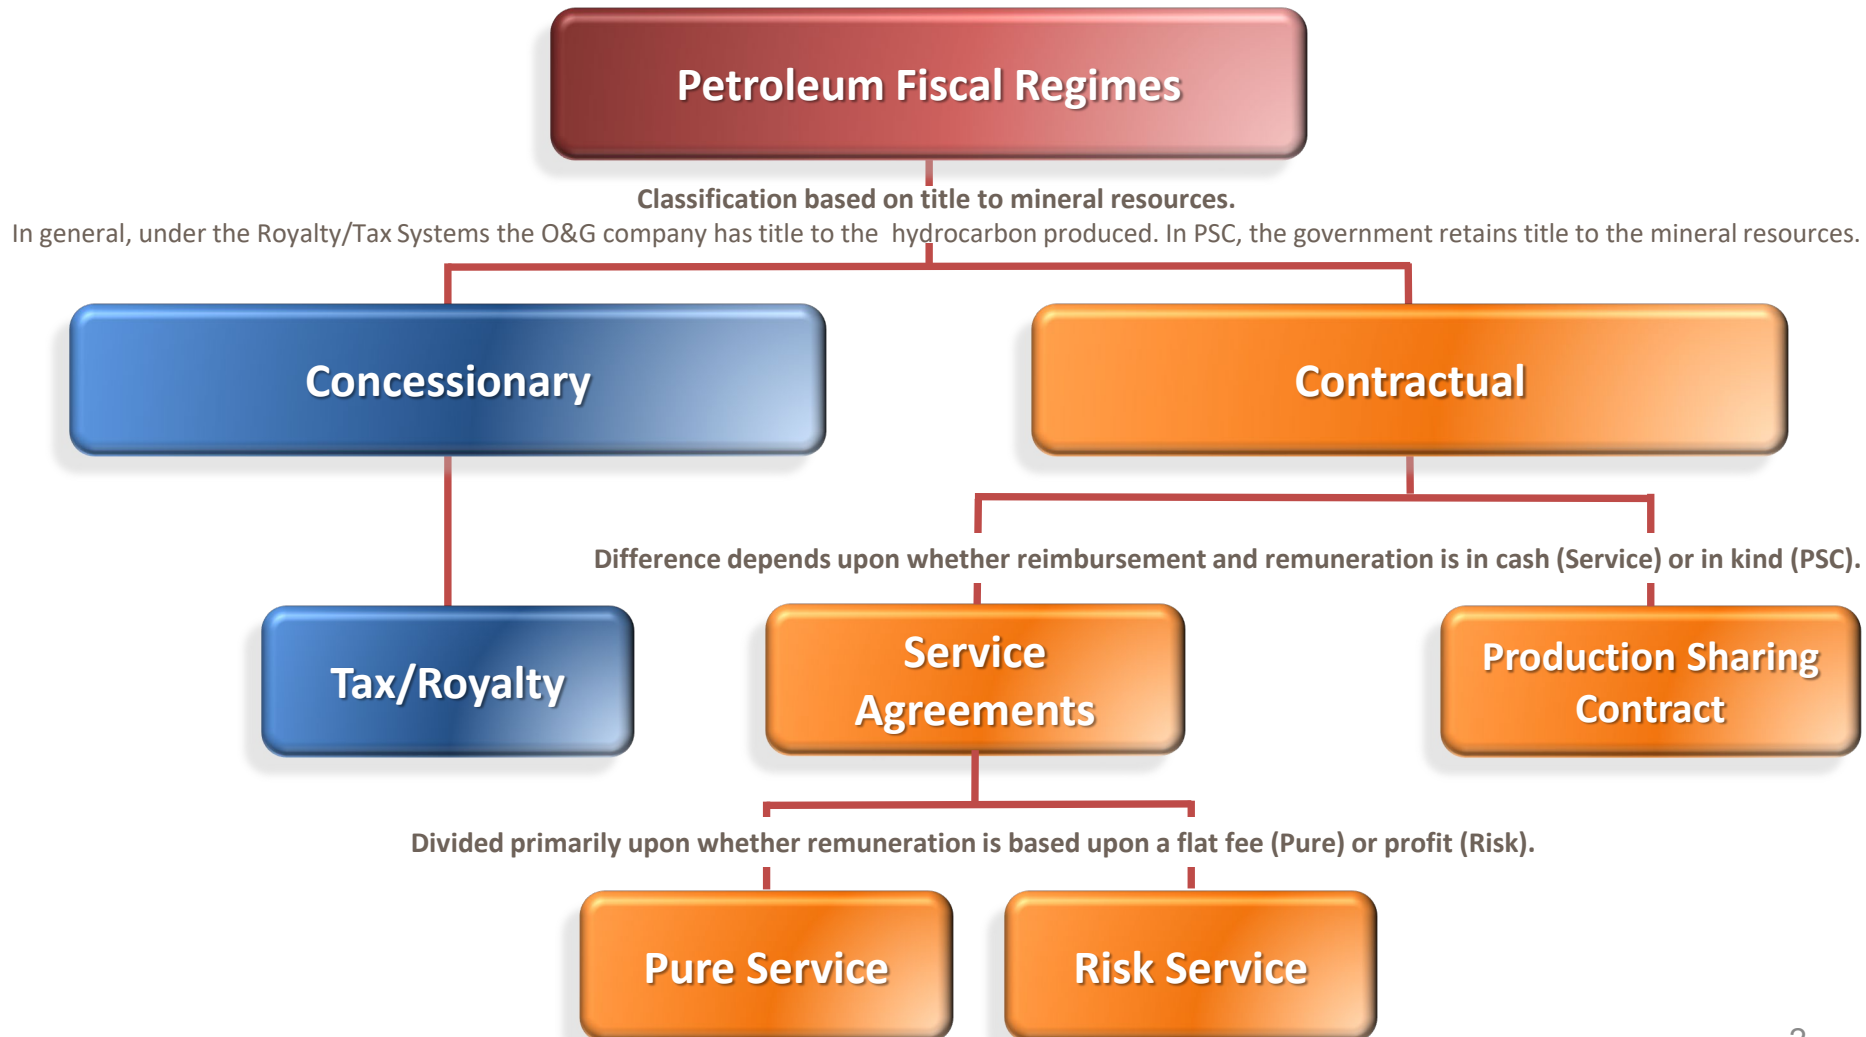 Petroleum Fiscal Regimes
Classification based on title to mineral resources.
In general, under the Royalty/Tax Systems the O&G company has title to the hydrocarbon produced. In PSC, the government retains title to the mineral resources.
Concessionary
Contractual
Difference depends upon whether reimbursement and remuneration is in cash (Service) or in kind (PSC).
Tax/Royalty
Service
Agreements
Production Sharing
Contract
Divided primarily upon whether remuneration is based upon a flat fee (Pure) or profit (Risk).
Pure Service
Risk Service